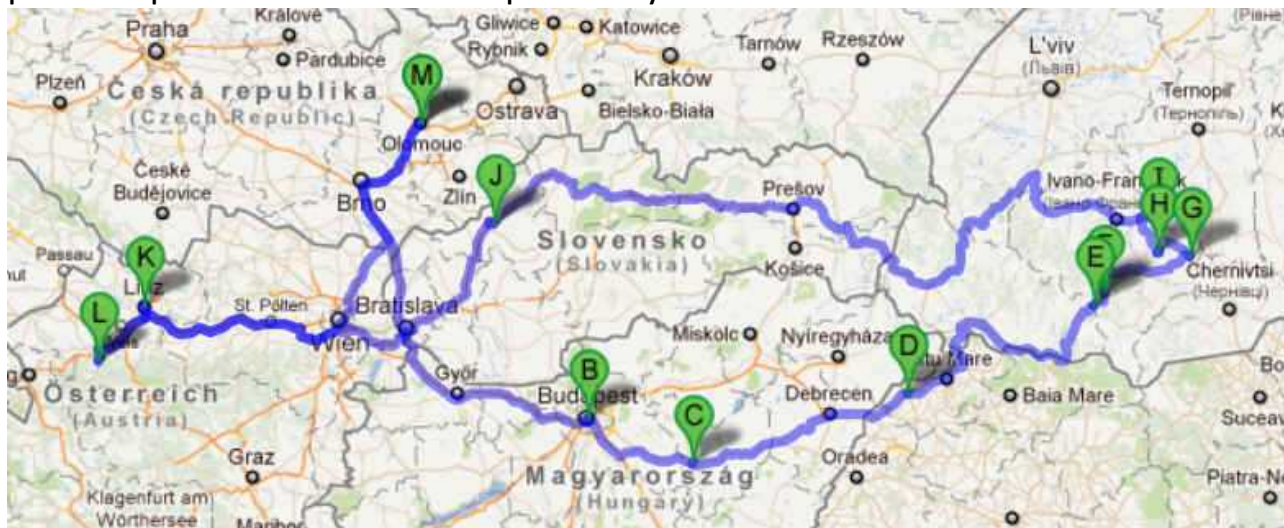 Praha
Králové
Pardubice
Gliwice
Katowice
Rybnik
Kraków
Tarnów
Rzeszów
L'viv
(Львів)
Plzeň
Česká republika
(Czech Republic)
M
Ostrava
Bielsko-Biała
Ternopil'
(Тернопіль)
Olomouc
České
Budějovice
Brno
Zlín
J
Prešov
Ivano-Fran
I
H
G
Passau
K
Slovensko
(Slovakia)
Košice
E
Chernivtsi
(Чернівці)
L
St. Pölten
Wien
Bratislava
Miskolc
Nyíregyháza
D
Mare
Österreich
(Austria)
Győr
B
Budapest
C
Debrecen
Baia Mare
Suceav
Graz
Magyarország
(Hungary)
Oradea
Piatra-Ne
Klagenfurt am
Wörthersee
Maribor